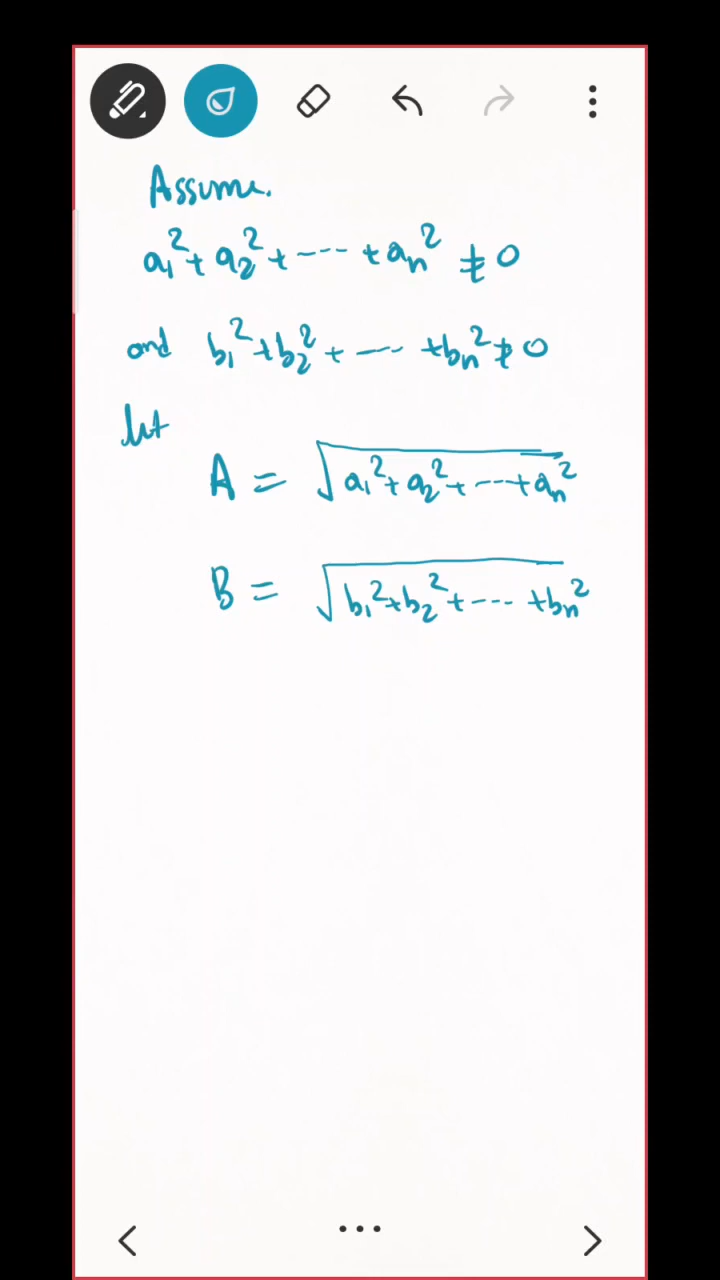 Assume.
a₁² + a₂² + ---- + aₙ² ≠ 0
and b₁² + b₂² + ---- + bₙ² ≠ 0
let
A = √(a₁² + a₂² + ---- + aₙ²)
B = √(b₁² + b₂² + ---- + bₙ²)